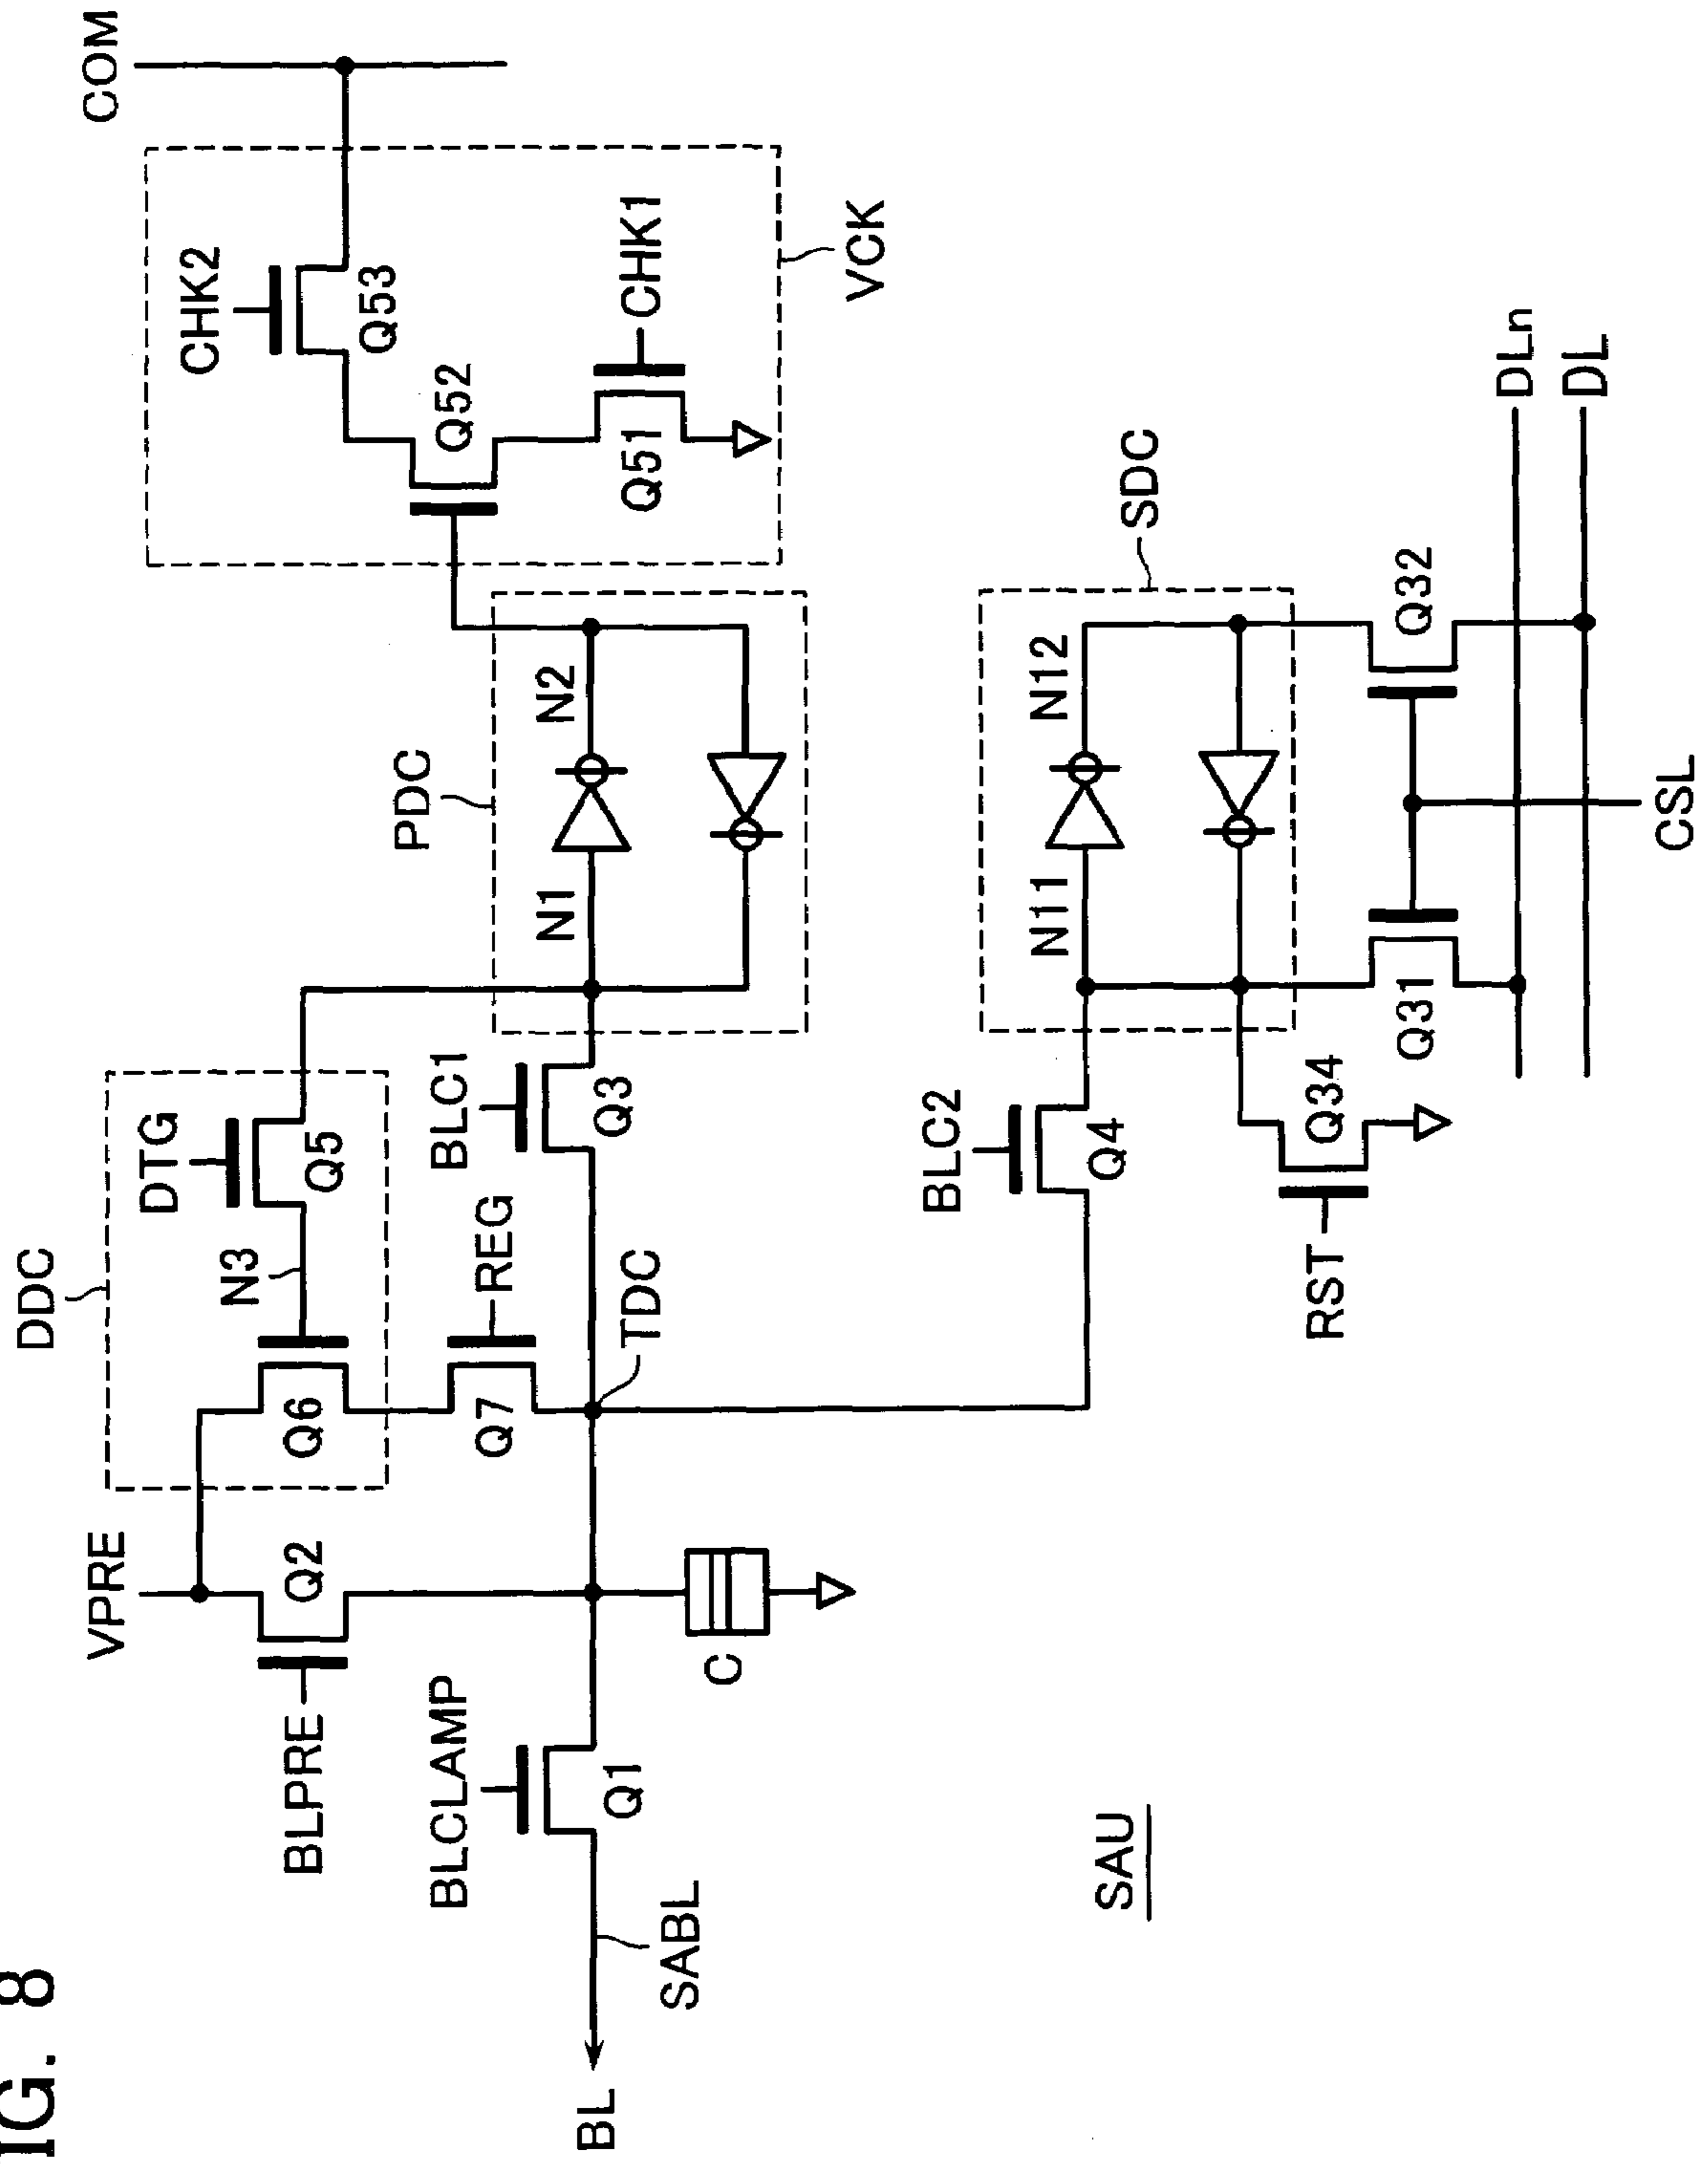 IG. 8
DDC
VPRE
DTG
CHK2
COM
N3
Q5
BLPRE
Q2
Q6
Q53
BLCLAMP
Q7
REG
BLC1
PDC
Q52
Q1
C
TDC
Q3
N1
N2
Q51
CHK1
BL
SABL
VCK
BLC2
Q4
N11
N12
SDC
SAU
RST
Q34
Q31
Q32
DLn
DL
CSL